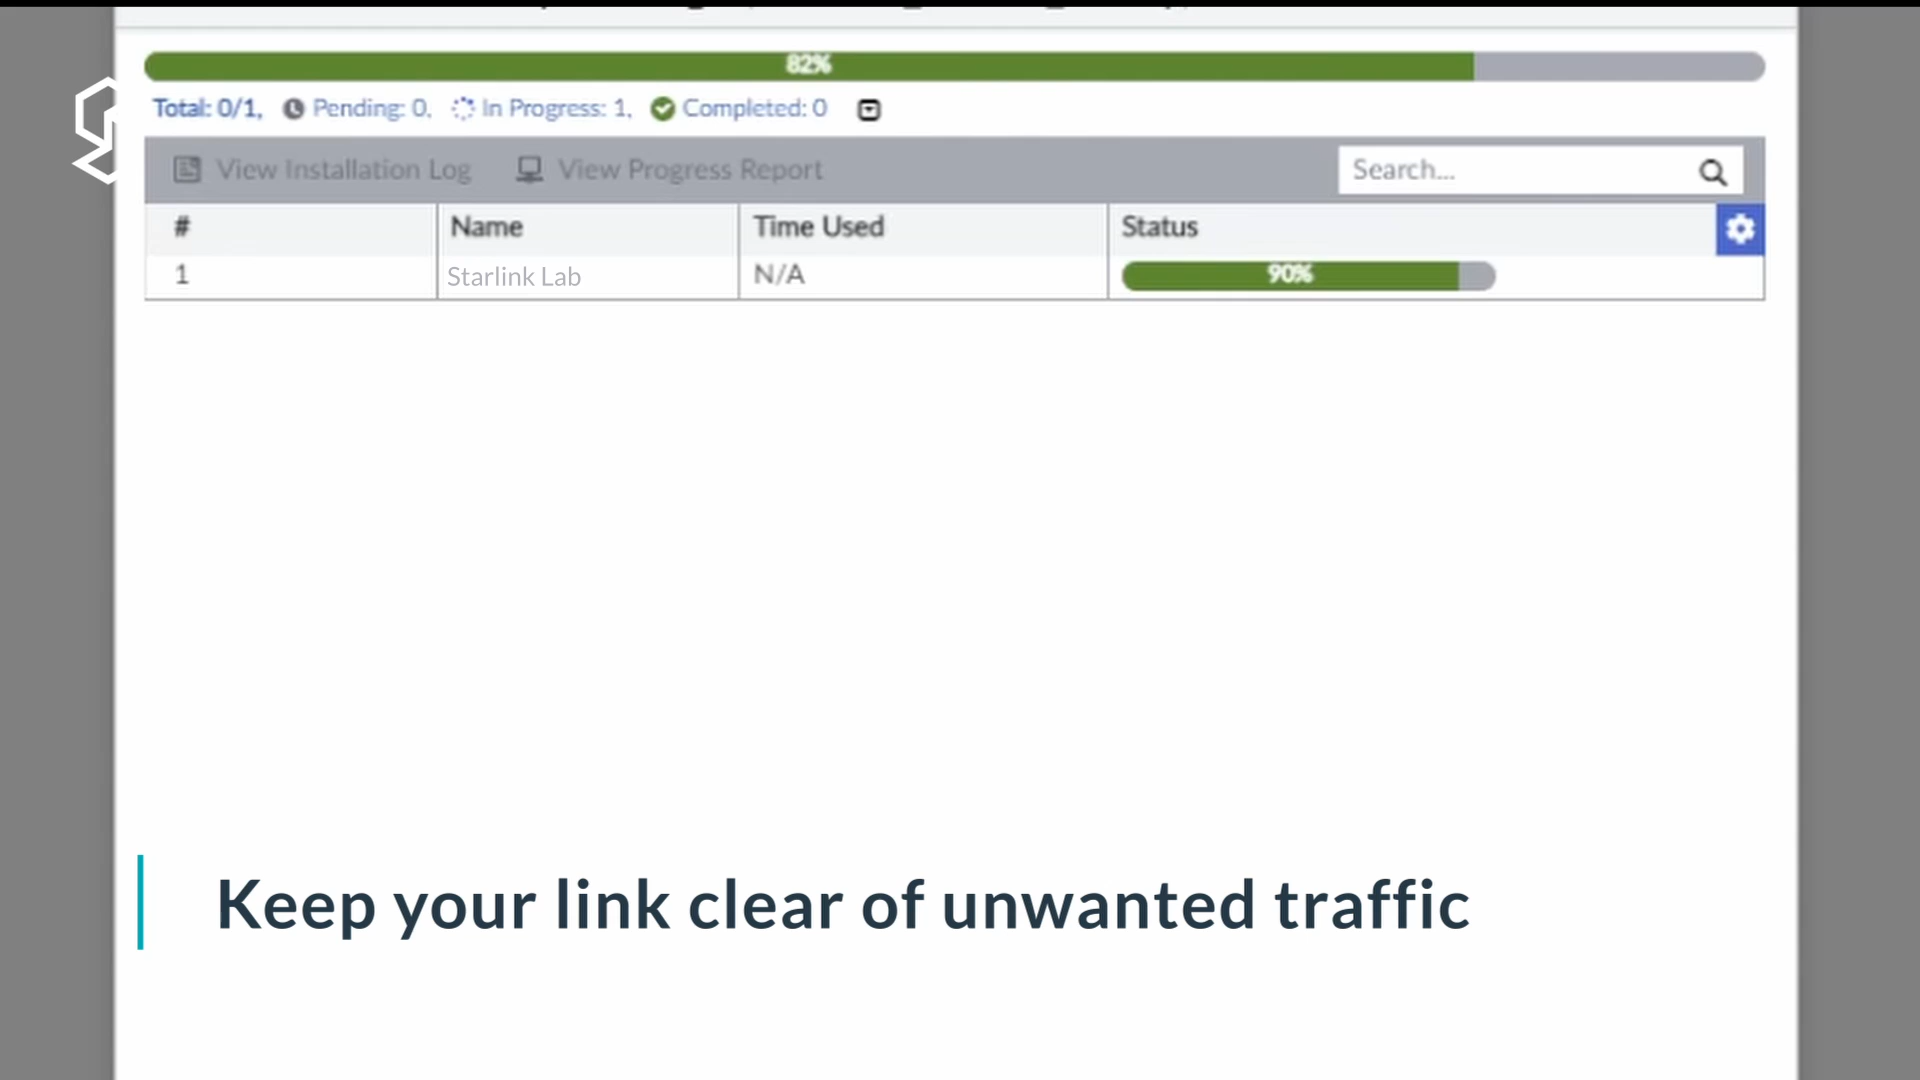 82%
Total: 0/1, Pending: 0, In Progress: 1, Completed: 0
View Installation Log View Progress Report Search...
# Name Time Used Status
1 Starlink Lab N/A 90%
Keep your link clear of unwanted traffic